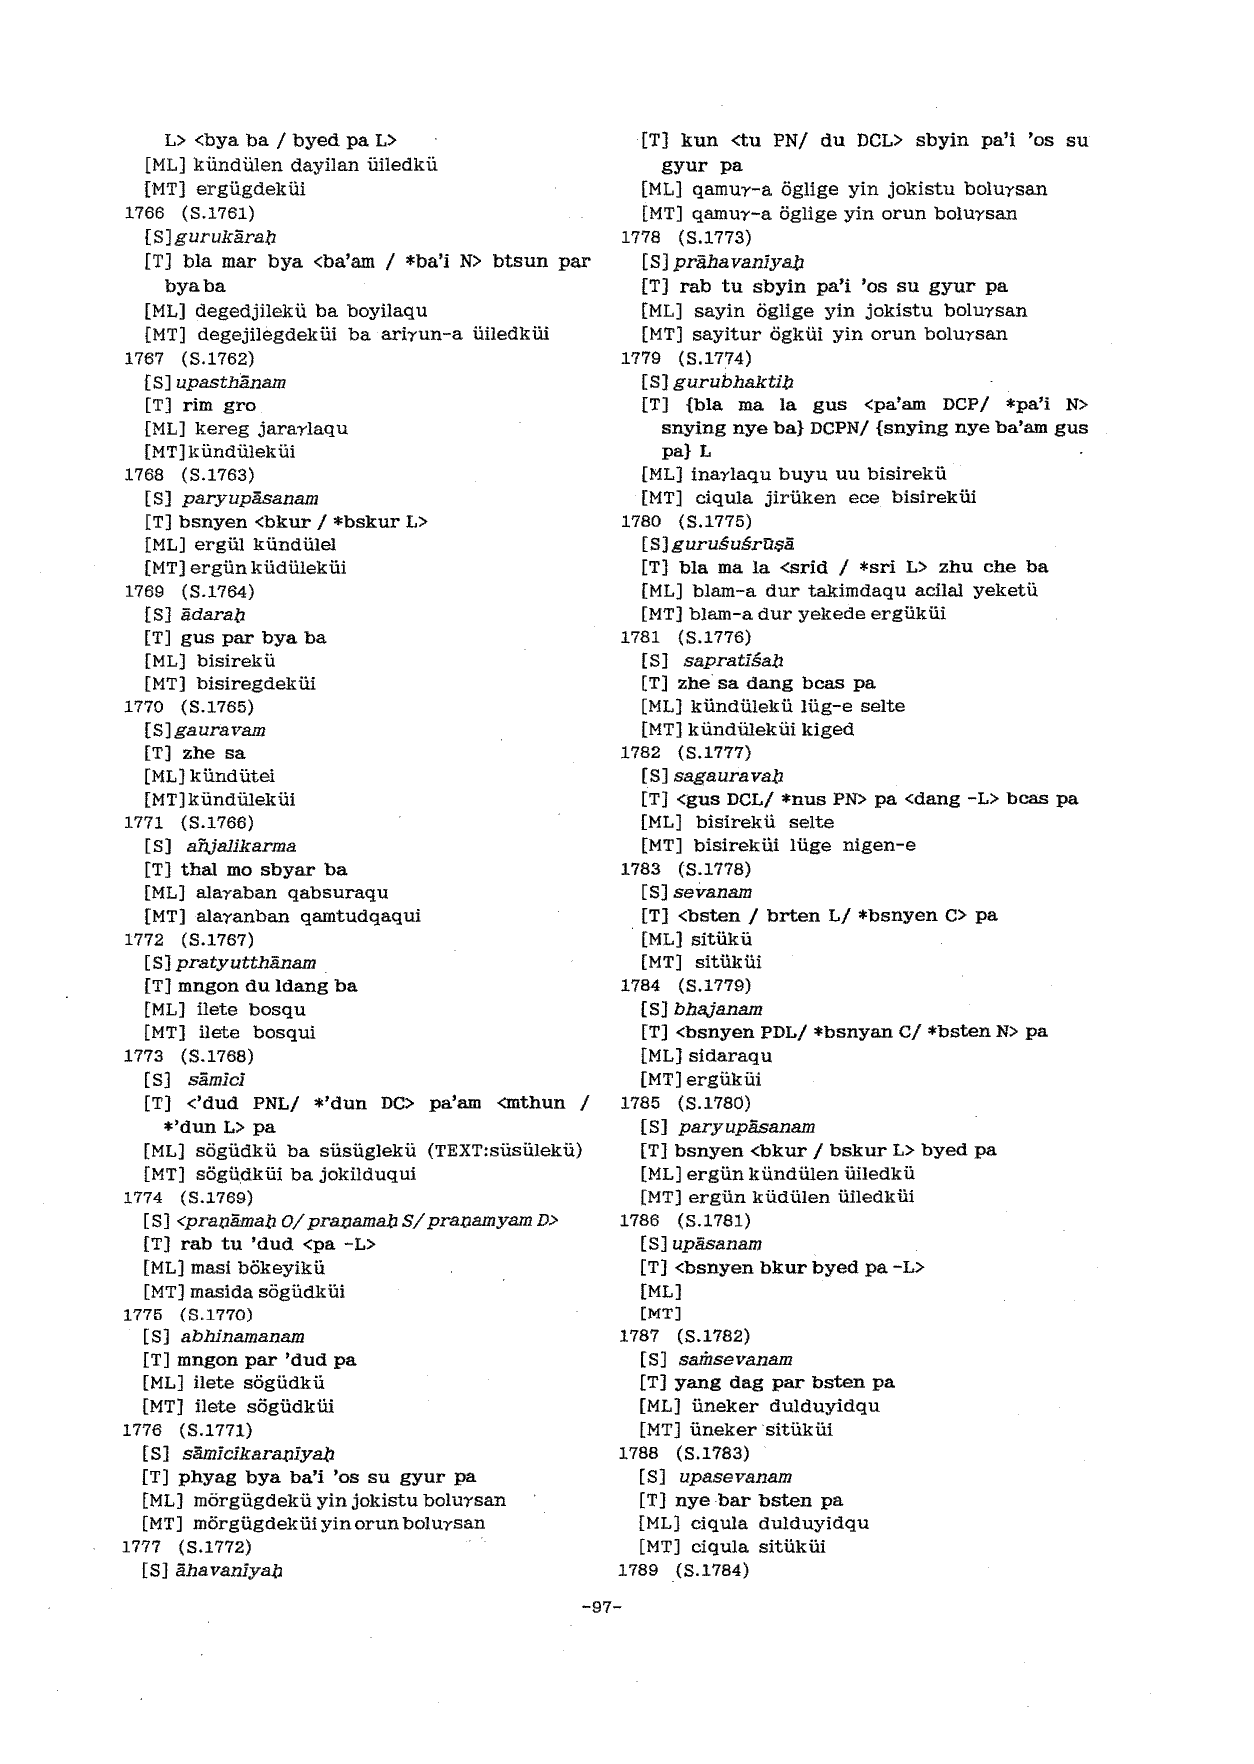 L> <bya ba / byed pa L>
[ML] kündülen dayilan üiledkü
[MT] ergügdeküi
1766 (S.1761)
[S] gurukāraḥ
[T] bla mar bya <ba'am / *ba'i N> btsun par
bya ba
[ML] degedjilekü ba boyilaqu
[MT] degejilegdeküi ba ariγun-a üiledküi
1767 (S.1762)
[S] upasthānam
[T] rim gro
[ML] kereg jaraγlaqu
[MT] kündüleküi
1768 (S.1763)
[S] paryupāsanam
[T] bsnyen <bkur / *bskur L>
[ML] ergül kündülel
[MT] ergün küdüleküi
1769 (S.1764)
[S] ādaraḥ
[T] gus par bya ba
[ML] bisirekü
[MT] bisiregdeküi
1770 (S.1765)
[S] gauravam
[T] zhe sa
[ML] kündütei
[MT] kündüleküi
1771 (S.1766)
[S] añjalikarma
[T] thal mo sbyar ba
[ML] alaγaban qabsuraqu
[MT] alaγanban qamtudqaqui
1772 (S.1767)
[S] pratyutthānam
[T] mngon du ldang ba
[ML] ilete bosqu
[MT] ilete bosqui
1773 (S.1768)
[S] sāmīcī
[T] <'dud PNL/ *'dun DC> pa'am <mthun /
*'dun L> pa
[ML] sögüdkü ba süsüglekü (TEXT:süsülekü)
[MT] sögüdküi ba jokilduqui
1774 (S.1769)
[S] <praṇāmaḥ O/ praṇamaḥ S/ praṇamyam D>
[T] rab tu 'dud <pa -L>
[ML] masi bökeyikü
[MT] masida sögüdküi
1775 (S.1770)
[S] abhinamanam
[T] mngon par 'dud pa
[ML] ilete sögüdkü
[MT] ilete sögüdküi
1776 (S.1771)
[S] sāmīcīkaraṇīyaḥ
[T] phyag bya ba'i 'os su gyur pa
[ML] mörgügdekü yin jokistu boluγsan
[MT] mörgügdeküi yin orun boluγsan
1777 (S.1772)
[S] āhavanīyaḥ
[T] kun <tu PN/ du DCL> sbyin pa'i 'os su
gyur pa
[ML] qamuγ-a öglige yin jokistu boluγsan
[MT] qamuγ-a öglige yin orun boluγsan
1778 (S.1773)
[S] prāhavanīyaḥ
[T] rab tu sbyin pa'i 'os su gyur pa
[ML] sayin öglige yin jokistu boluγsan
[MT] sayitur ögküi yin orun boluγsan
1779 (S.1774)
[S] gurubhaktiḥ
[T] {bla ma la gus <pa'am DCP/ *pa'i N>
snying nye ba} DCPN/ {snying nye ba'am gus
pa} L
[ML] inaγlaqu buyu uu bisirekü
[MT] ciqula jirüken ece bisireküi
1780 (S.1775)
[S] guruśuśrūṣā
[T] bla ma la <srid / *sri L> zhu che ba
[ML] blam-a dur takimdaqu acilal yeketü
[MT] blam-a dur yekede ergüküi
1781 (S.1776)
[S] sapratīśaḥ
[T] zhe sa dang bcas pa
[ML] kündülekü lüg-e selte
[MT] kündüleküi kiged
1782 (S.1777)
[S] sagauravaḥ
[T] <gus DCL/ *nus PN> pa <dang -L> bcas pa
[ML] bisirekü selte
[MT] bisireküi lüge nigen-e
1783 (S.1778)
[S] sevanam
[T] <bsten / brten L/ *bsnyen C> pa
[ML] sitükü
[MT] sitüküi
1784 (S.1779)
[S] bhajanam
[T] <bsnyen PDL/ *bsnyan C/ *bsten N> pa
[ML] sidaraqu
[MT] ergüküi
1785 (S.1780)
[S] paryupāsanam
[T] bsnyen <bkur / bskur L> byed pa
[ML] ergün kündülen üiledkü
[MT] ergün küdülen üiledküi
1786 (S.1781)
[S] upāsanam
[T] <bsnyen bkur byed pa -L>
[ML]
[MT]
1787 (S.1782)
[S] saṁsevanam
[T] yang dag par bsten pa
[ML] üneker dulduyidqu
[MT] üneker sitüküi
1788 (S.1783)
[S] upasevanam
[T] nye bar bsten pa
[ML] ciqula dulduyidqu
[MT] ciqula sitüküi
1789 (S.1784)
-97-